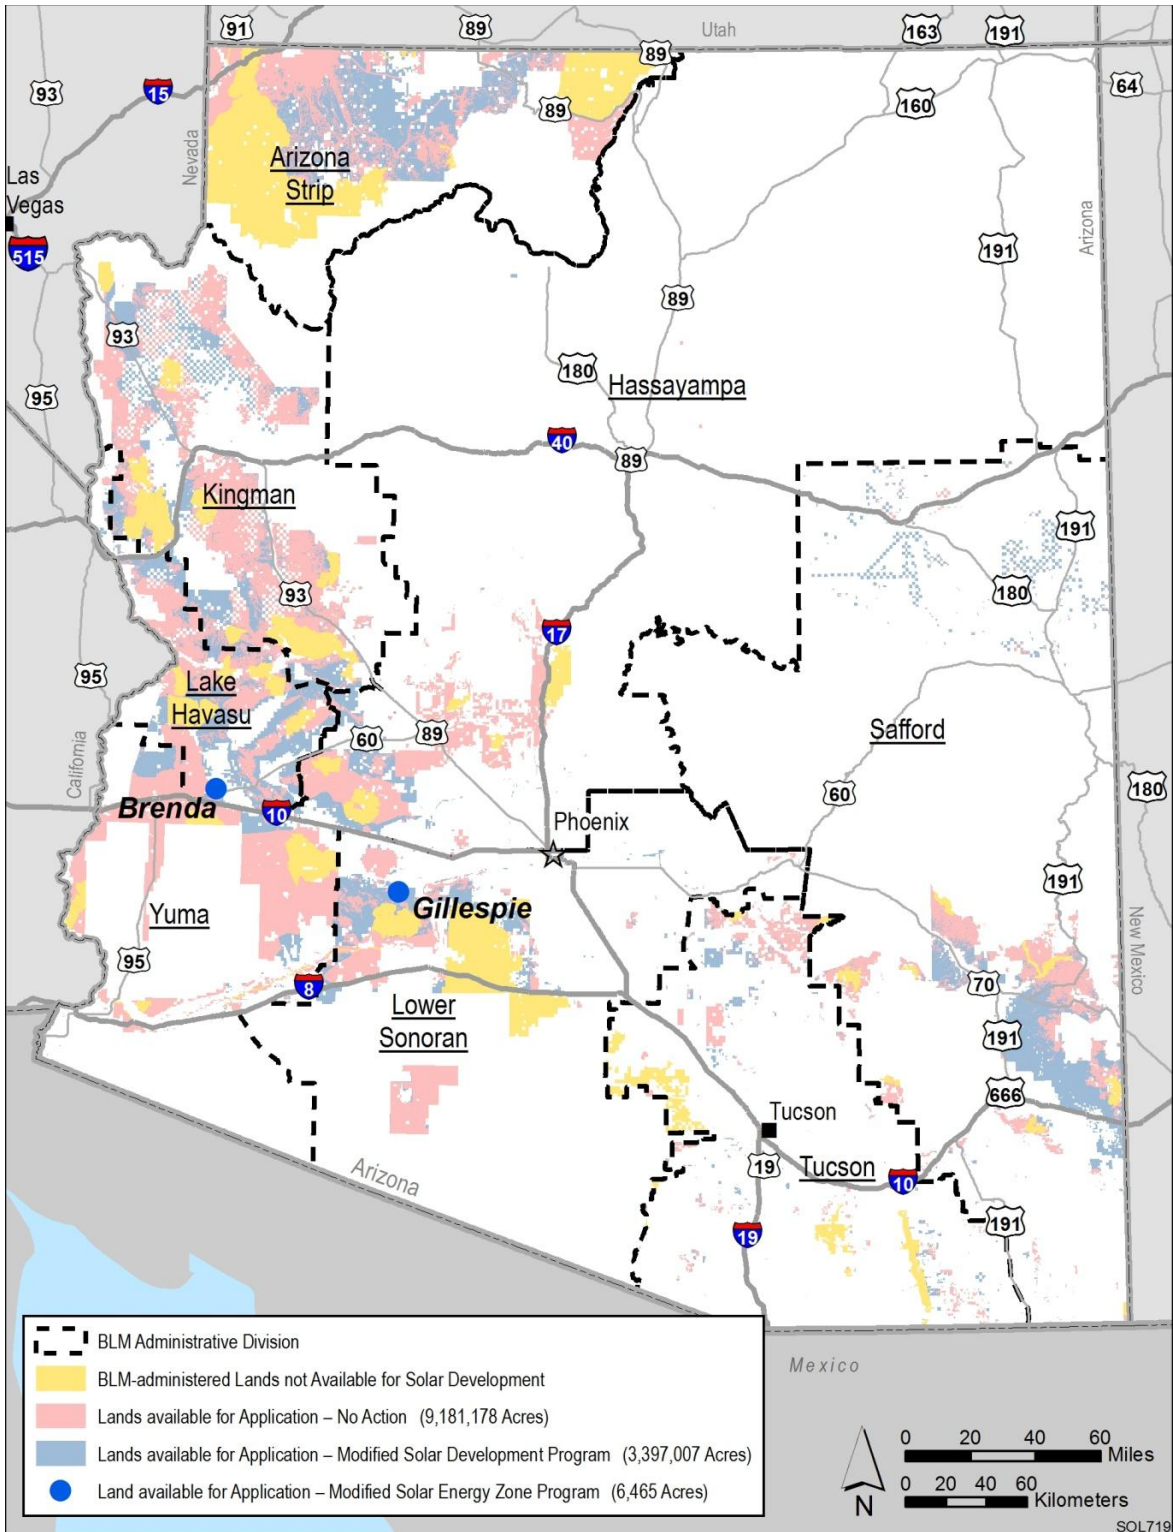 91
89
Utah
163
191
89
93
15
64
89
160
Nevada
Arizona
Strip
Las
Vegas
Arizona
191
515
89
93
180
Hassayampa
95
40
89
Kingman
191
93
180
17
95
Lake
Havasu
Safford
60
89
California
180
60
Brenda
10
Phoenix
191
Yuma
Gillespie
New Mexico
95
8
70
Lower
Sonoran
191
666
Tucson
Arizona
19
Tucson
10
191
19
BLM Administrative Division
BLM-administered Lands not Available for Solar Development
Lands available for Application – No Action (9,181,178 Acres)
Lands available for Application – Modified Solar Development Program (3,397,007 Acres)
Land available for Application – Modified Solar Energy Zone Program (6,465 Acres)
Mexico
N
0 20 40 60
Miles
0 20 40 60
Kilometers
SOL719